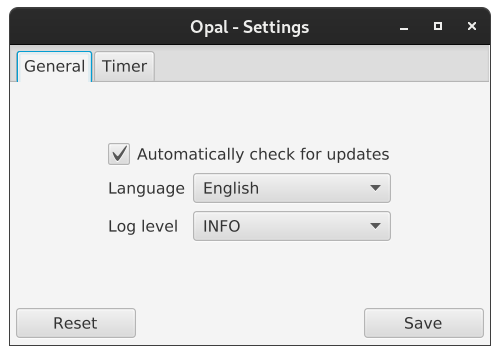 Opal - Settings
General Timer
Automatically check for updates
Language English
Log level INFO
Reset Save